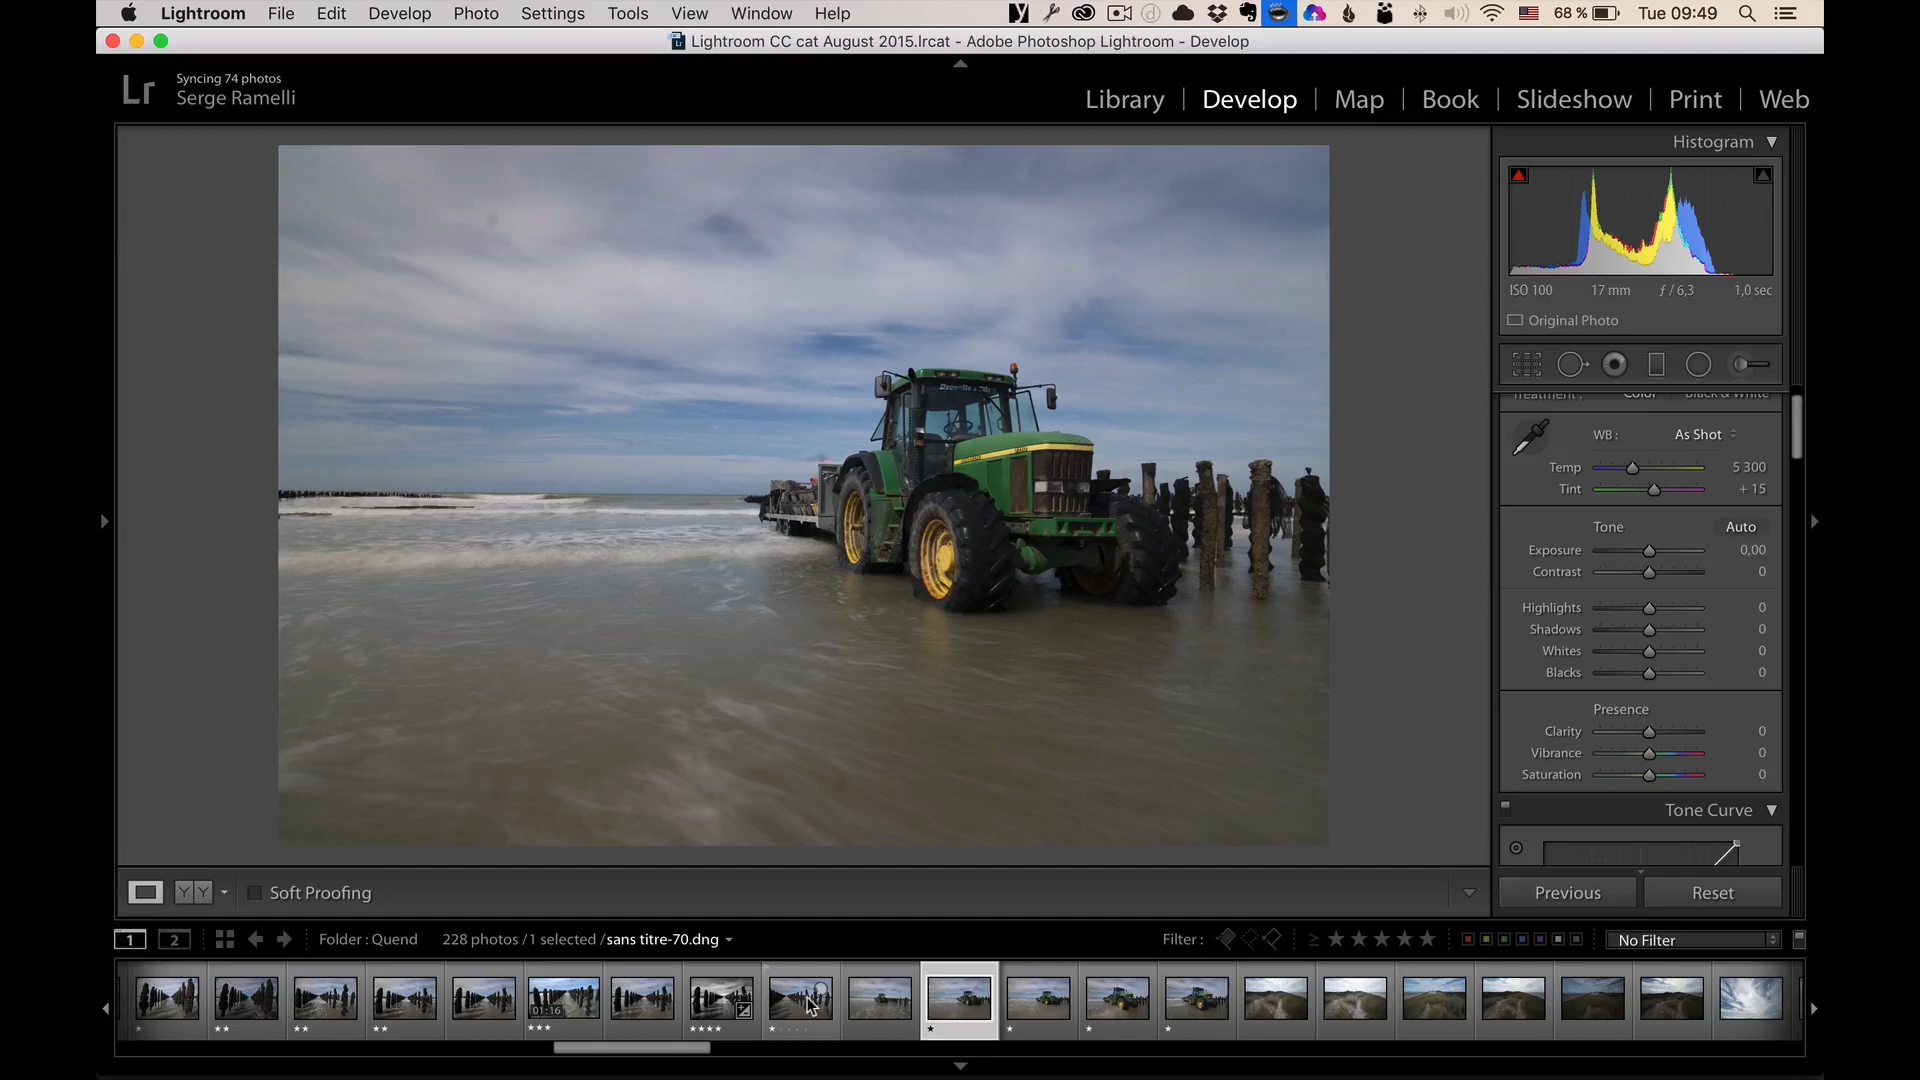 Lightroom File Edit Develop Photo Settings Tools View Window Help 68 % Tue 09:49
Lightroom CC cat August 2015.lrcat - Adobe Photoshop Lightroom - Develop
Lr
Syncing 74 photos
Serge Ramelli
Library | Develop | Map | Book | Slideshow | Print | Web
Histogram
ISO 100 17 mm ƒ / 6,3 1,0 sec
Original Photo
Treatment : Color Black & White
WB : As Shot
Temp 5 300
Tint + 15
Tone Auto
Exposure 0,00
Contrast 0
Highlights 0
Shadows 0
Whites 0
Blacks 0
Presence
Clarity 0
Vibrance 0
Saturation 0
Tone Curve
Y Y Soft Proofing
Previous Reset
1 2 Folder : Quend 228 photos / 1 selected / sans titre-70.dng Filter : ≥ No Filter
01:16